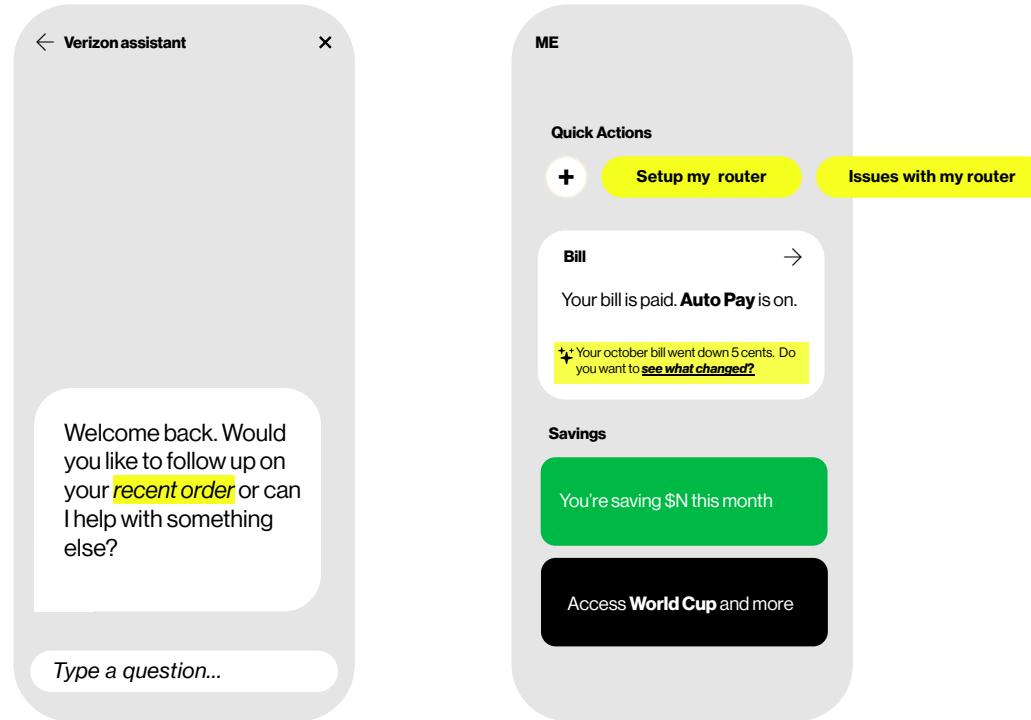 Verizon assistant
Welcome back. Would
you like to follow up on
your recent order or can
I help with something
else?
Type a question...
ME
Quick Actions
+ Setup my router Issues with my router
Bill
Your bill is paid. Auto Pay is on.
Your october bill went down 5 cents. Do
you want to see what changed?
Savings
You're saving $N this month
Access World Cup and more